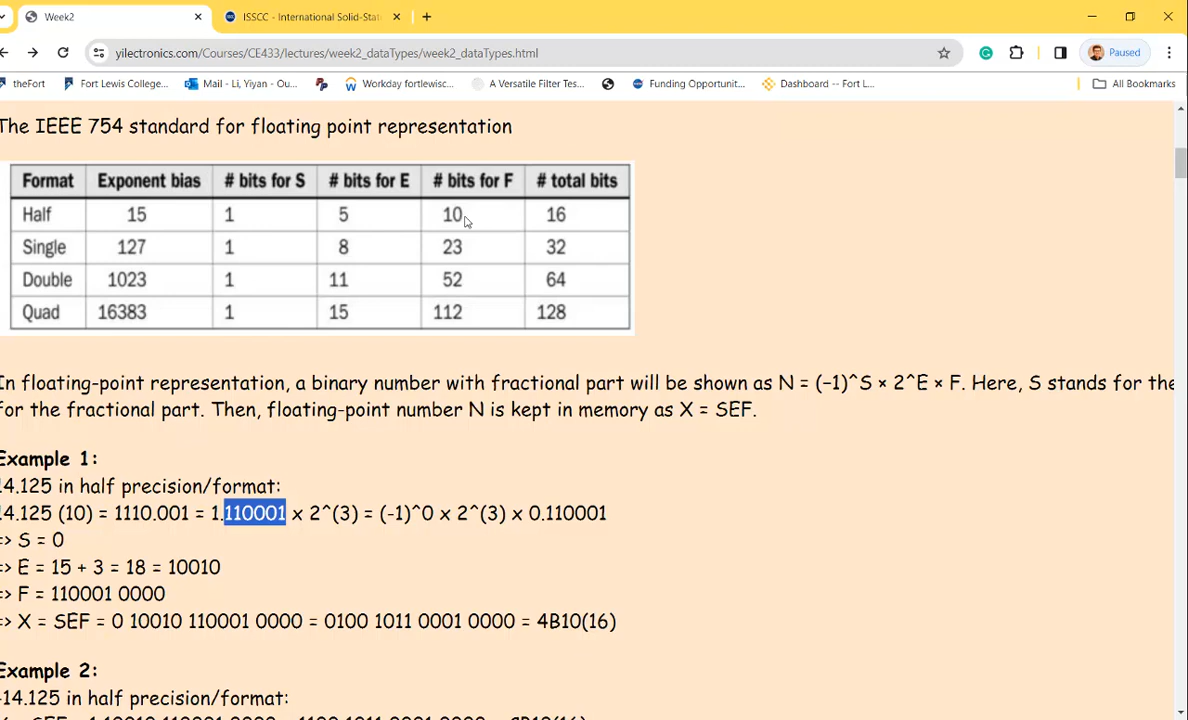 Week2
ISSCC - International Solid-Stat
yilectronics.com/Courses/CE433/lectures/week2_dataTypes/week2_dataTypes.html
Paused
theFort
Fort Lewis College...
Mail - Li, Yiyan - Ou...
Workday fortlewisc...
A Versatile Filter Tes...
Funding Opportunit...
Dashboard -- Fort L...
All Bookmarks
The IEEE 754 standard for floating point representation
Format Exponent bias # bits for S # bits for E # bits for F # total bits
Half 15 1 5 10 16
Single 127 1 8 23 32
Double 1023 1 11 52 64
Quad 16383 1 15 112 128
In floating-point representation, a binary number with fractional part will be shown as N = (−1)^S × 2^E × F. Here, S stands for the
for the fractional part. Then, floating-point number N is kept in memory as X = SEF.
Example 1:
14.125 in half precision/format:
14.125 (10) = 1110.001 = 1.110001 x 2^(3) = (-1)^0 x 2^(3) x 0.110001
=> S = 0
=> E = 15 + 3 = 18 = 10010
=> F = 110001 0000
=> X = SEF = 0 10010 110001 0000 = 0100 1011 0001 0000 = 4B10(16)
Example 2:
-14.125 in half precision/format: